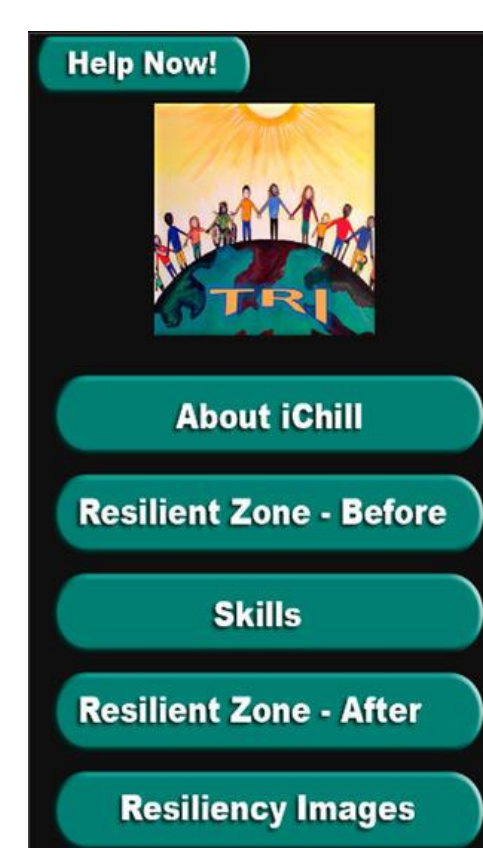 Help Now!
TRI
About iChill
Resilient Zone - Before
Skills
Resilient Zone - After
Resiliency Images